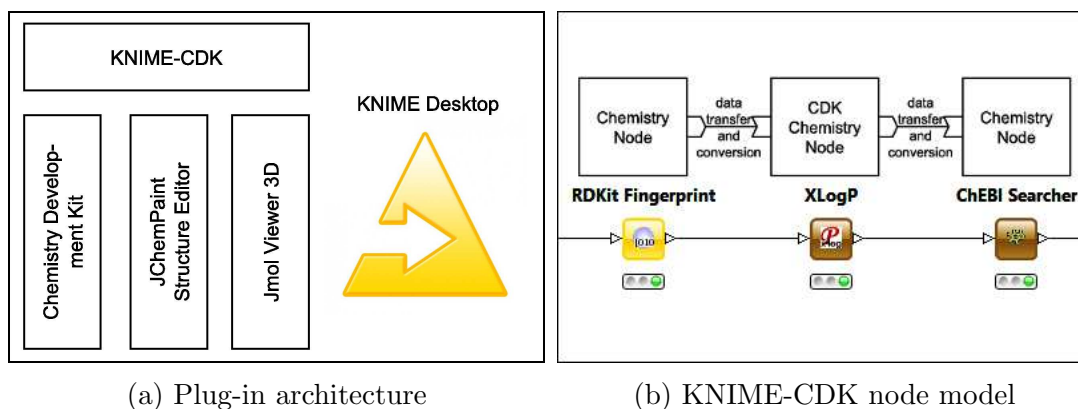 KNIME-CDK
Chemistry Develop-
ment Kit
JChemPaint
Structure Editor
Jmol Viewer 3D
KNIME Desktop
(a) Plug-in architecture
Chemistry
Node
data
transfer
and
conversion
CDK
Chemistry
Node
data
transfer
and
conversion
Chemistry
Node
RDKit Fingerprint
XLogP
ChEBI Searcher
(b) KNIME-CDK node model